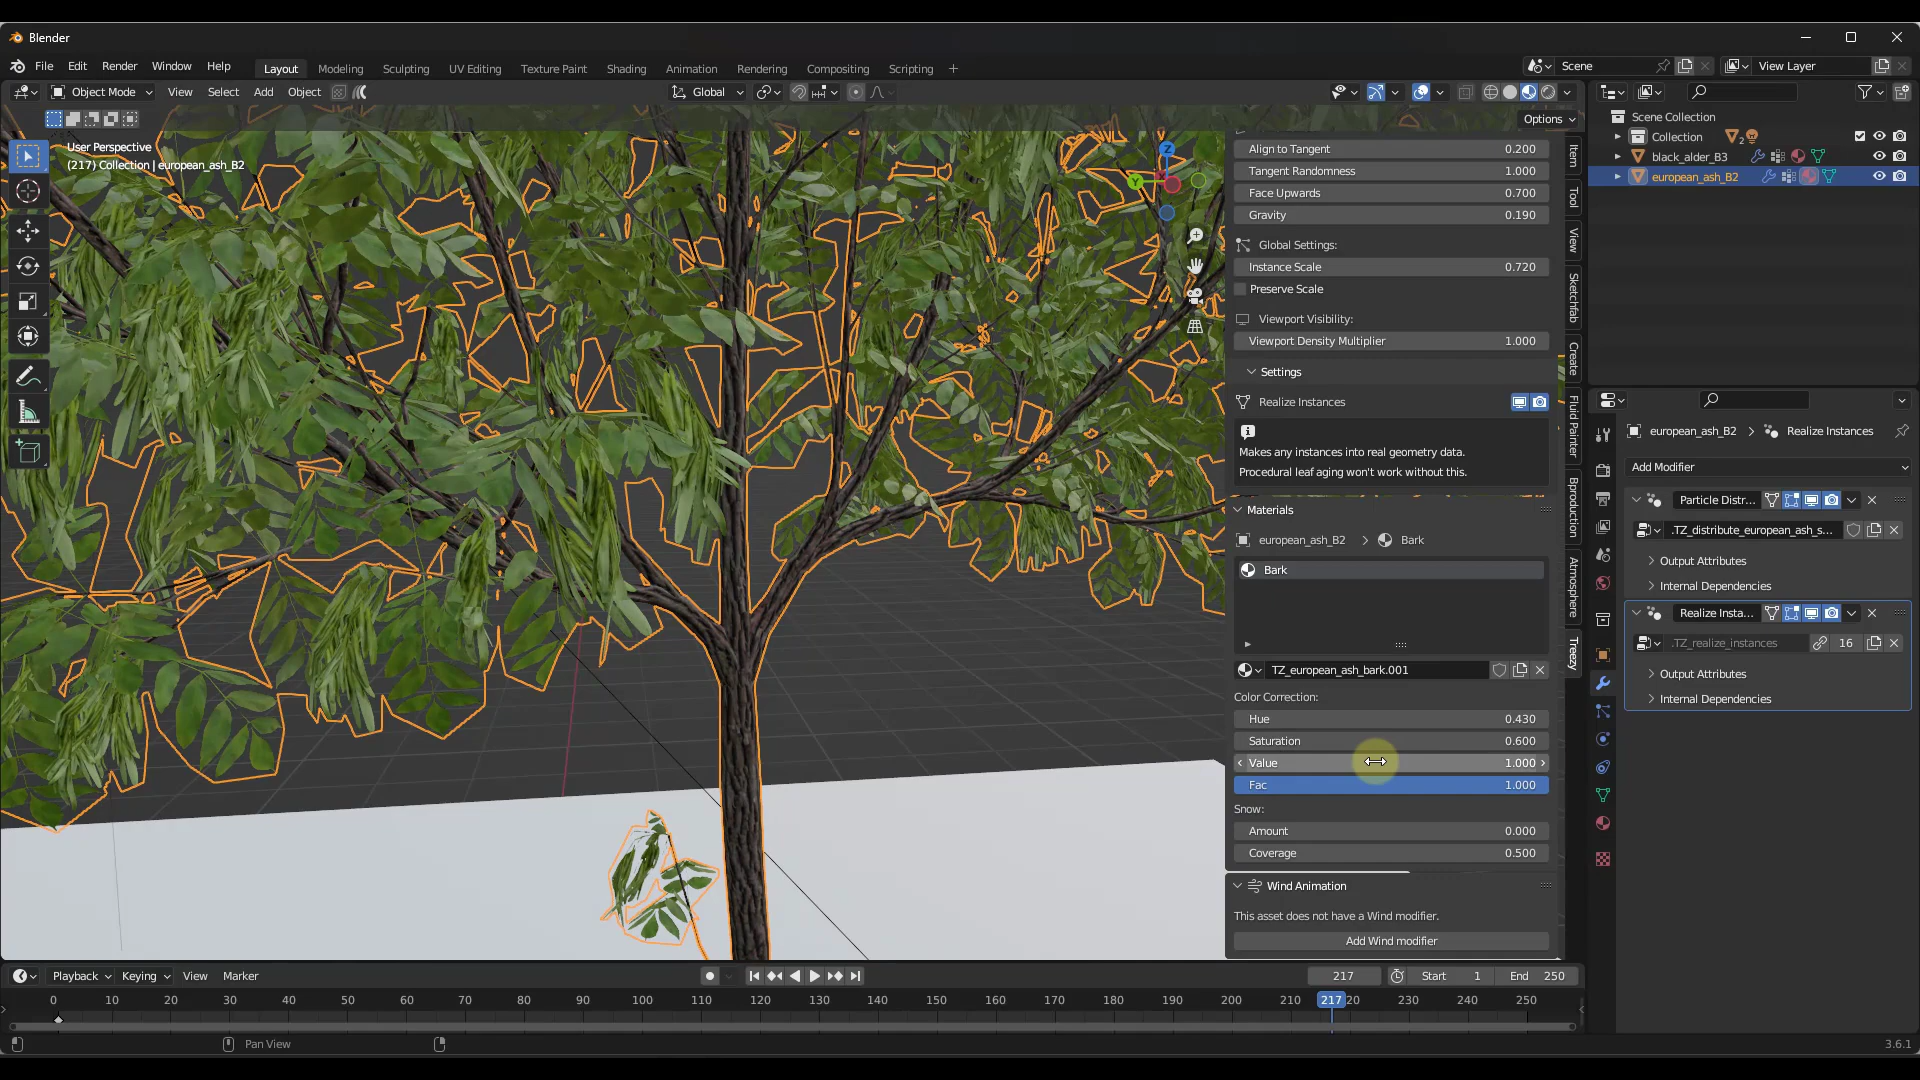 Blender
File Edit Render Window Help
Layout Modeling Sculpting UV Editing Texture Paint Shading Animation Rendering Compositing Scripting +
Scene
View Layer
Object Mode View Select Add Object
Global
Options
User Perspective
(217) Collection | european_ash_B2
Z
Y
Align to Tangent 0.200
Tangent Randomness 1.000
Face Upwards 0.700
Gravity 0.190
Global Settings:
Instance Scale 0.720
Preserve Scale
Viewport Visibility:
Viewport Density Multiplier 1.000
Settings
Realize Instances
Makes any instances into real geometry data.
Procedural leaf aging won't work without this.
Materials
european_ash_B2 > Bark
Bark
TZ_european_ash_bark.001
Color Correction:
Hue 0.430
Saturation 0.600
Value 1.000
Fac 1.000
Snow:
Amount 0.000
Coverage 0.500
Wind Animation
This asset does not have a Wind modifier.
Add Wind modifier
Item
Tool
View
Sketchfab
Create
Fluid Painter
Bproduction
Atmosphere
Treezy
Scene Collection
Collection 2
black_alder_B3
european_ash_B2
european_ash_B2 > Realize Instances
Add Modifier
Particle Distr...
.TZ_distribute_european_ash_s...
Output Attributes
Internal Dependencies
Realize Insta...
.TZ_realize_instances 16
Output Attributes
Internal Dependencies
Playback Keying View Marker
217 Start 1 End 250
0 10 20 30 40 50 60 70 80 90 100 110 120 130 140 150 160 170 180 190 200 210 217 20 230 240 250
Pan View
3.6.1